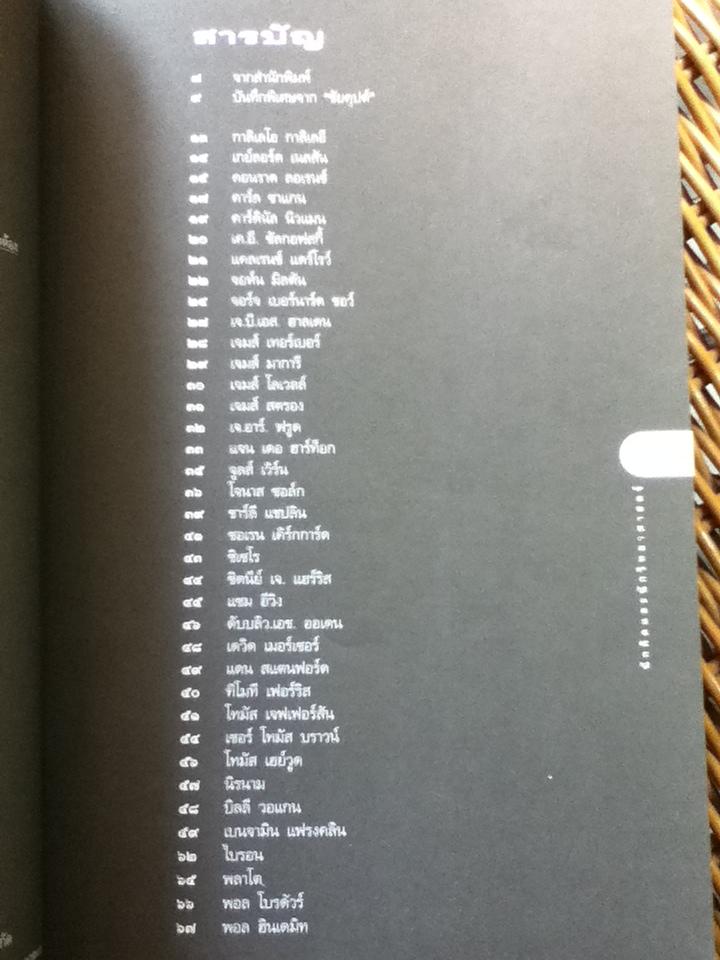 สารบัญ
๗ จากสำนักพิมพ์
๙ บันทึกพิเศษจาก "ชัยคุปต์"
๑๓ กาลิเลโอ กาลิเลอี
๑๔ เกย์ลอร์ด เนลสัน
๑๕ คอนราด ลอเรนซ์
๑๗ คาร์ล ซาแกน
๑๙ คาร์ดินัล นิวแมน
๒๐ เค.อี. ซัลกอฟสกี้
๒๑ แคลเรนซ์ แดร์โรว์
๒๒ จอห์น มิลตัน
๒๔ จอร์จ เบอร์นาร์ด ชอว์
๒๗ เจ.บี.เอส. ฮาลเดน
๒๘ เจมส์ เทอร์เบอร์
๒๙ เจมส์ มาการี
๓๐ เจมส์ โลเวลล์
๓๑ เจมส์ สตรอง
๓๒ เจ.อาร์. ฟรูด
๓๓ แจน เดอ ฮาร์ท็อก
๓๕ จูลส์ เวิร์น
๓๖ โจนาส ซอล์ก
๓๙ ชาร์ลี แชปลิน
๔๑ ซอเรน เคิร์กการ์ด
๔๓ ซิเซโร
๔๔ ซิดนีย์ เจ. แฮร์ริส
๔๕ แซม อีวิง
๔๖ ดับบลิว.เอช. ออเดน
๔๘ เดวิด เมอร์เซอร์
๔๙ แดน สแตนฟอร์ด
๕๐ ทิโมที เฟอร์ริส
๕๑ โทมัส เจฟเฟอร์สัน
๕๔ เซอร์ โทมัส บราวน์
๕๖ โทมัส เฮย์วูด
๕๗ นิรนาม
๕๘ บิลลี วอแกน
๕๙ เบนจามิน แฟรงคลิน
๖๒ ไบรอน
๖๕ พลาโต
๖๖ พอล โบรดัวร์
๖๗ พอล ฮินเดมิท
นักคิดและนักวิทยาศาสตร์